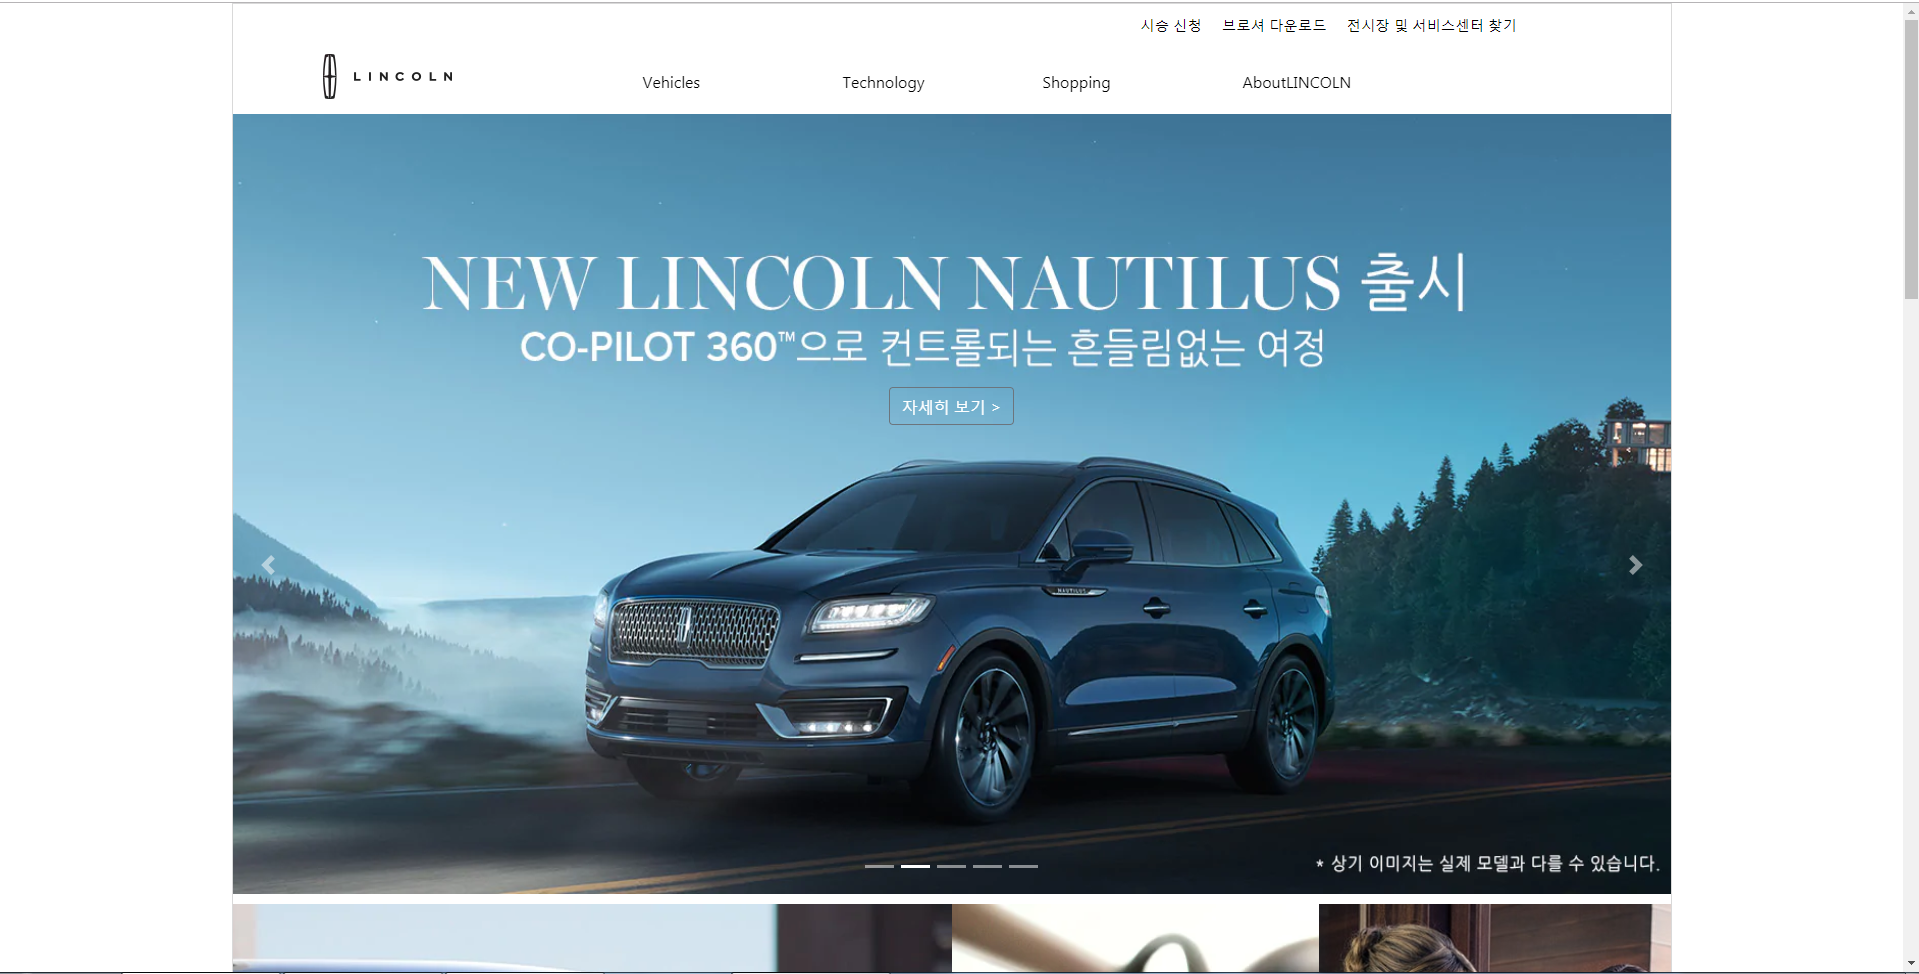 시승 신청 브로셔 다운로드 전시장 및 서비스센터 찾기
LINCOLN Vehicles Technology Shopping AboutLINCOLN
NEW LINCOLN NAUTILUS 출시
CO-PILOT 360™으로 컨트롤되는 흔들림없는 여정
자세히 보기 >
NAUTILUS
* 상기 이미지는 실제 모델과 다를 수 있습니다.